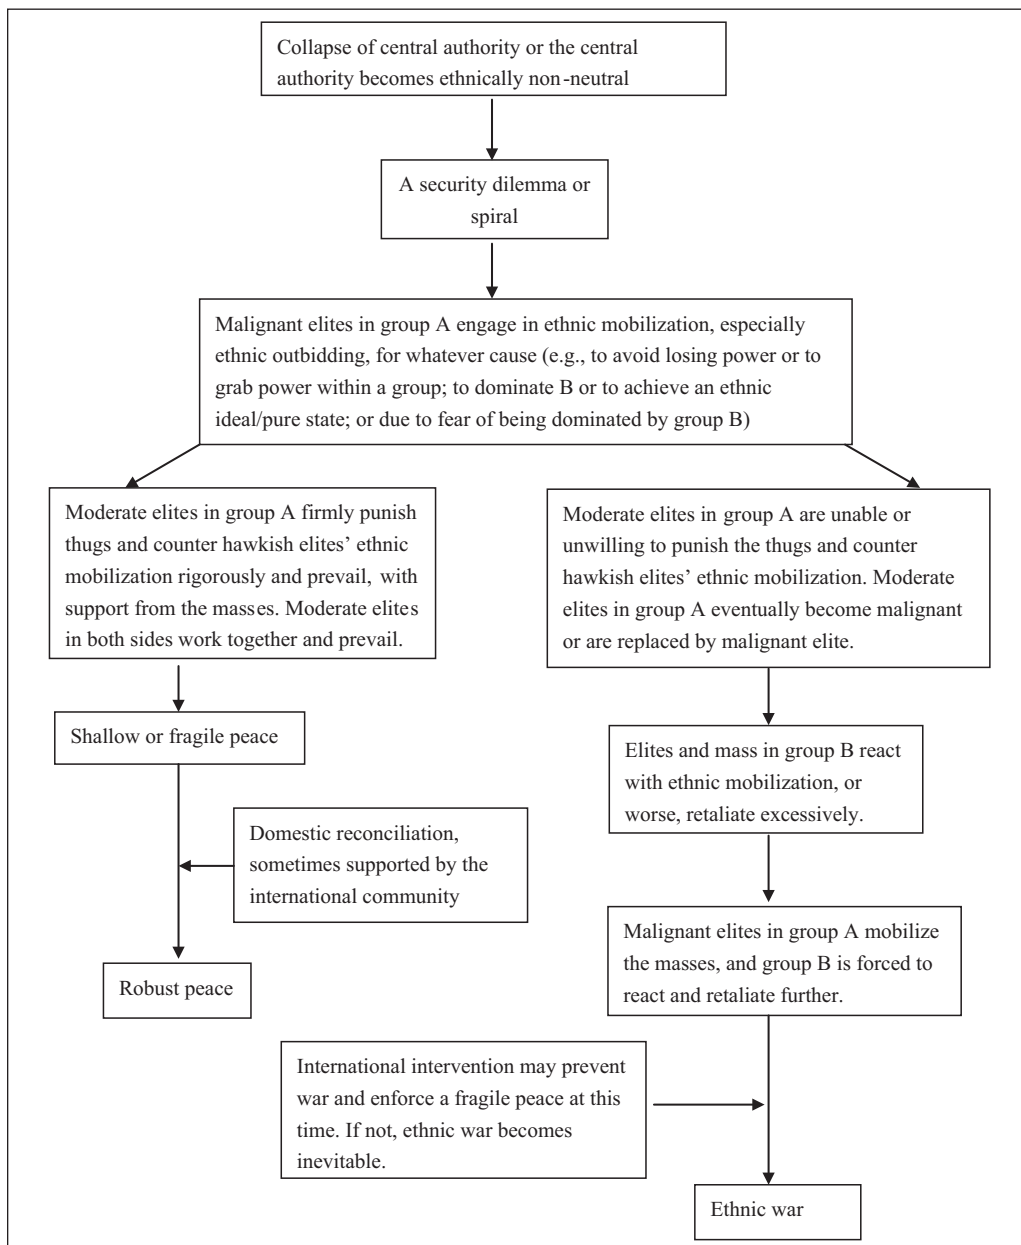 Collapse of central authority or the central
authority becomes ethnically non-neutral
A security dilemma or
spiral
Malignant elites in group A engage in ethnic mobilization, especially
ethnic outbidding, for whatever cause (e.g., to avoid losing power or to
grab power within a group; to dominate B or to achieve an ethnic
ideal/pure state; or due to fear of being dominated by group B)
Moderate elites in group A firmly punish
thugs and counter hawkish elites’ ethnic
mobilization rigorously and prevail, with
support from the masses. Moderate elites
in both sides work together and prevail.
Shallow or fragile peace
Domestic reconciliation,
sometimes supported by the
international community
Robust peace
Moderate elites in group A are unable or
unwilling to punish the thugs and counter
hawkish elites’ ethnic mobilization. Moderate
elites in group A eventually become malignant
or are replaced by malignant elite.
Elites and mass in group B react
with ethnic mobilization, or
worse, retaliate excessively.
Malignant elites in group A mobilize
the masses, and group B is forced to
react and retaliate further.
International intervention may prevent
war and enforce a fragile peace at this
time. If not, ethnic war becomes
inevitable.
Ethnic war